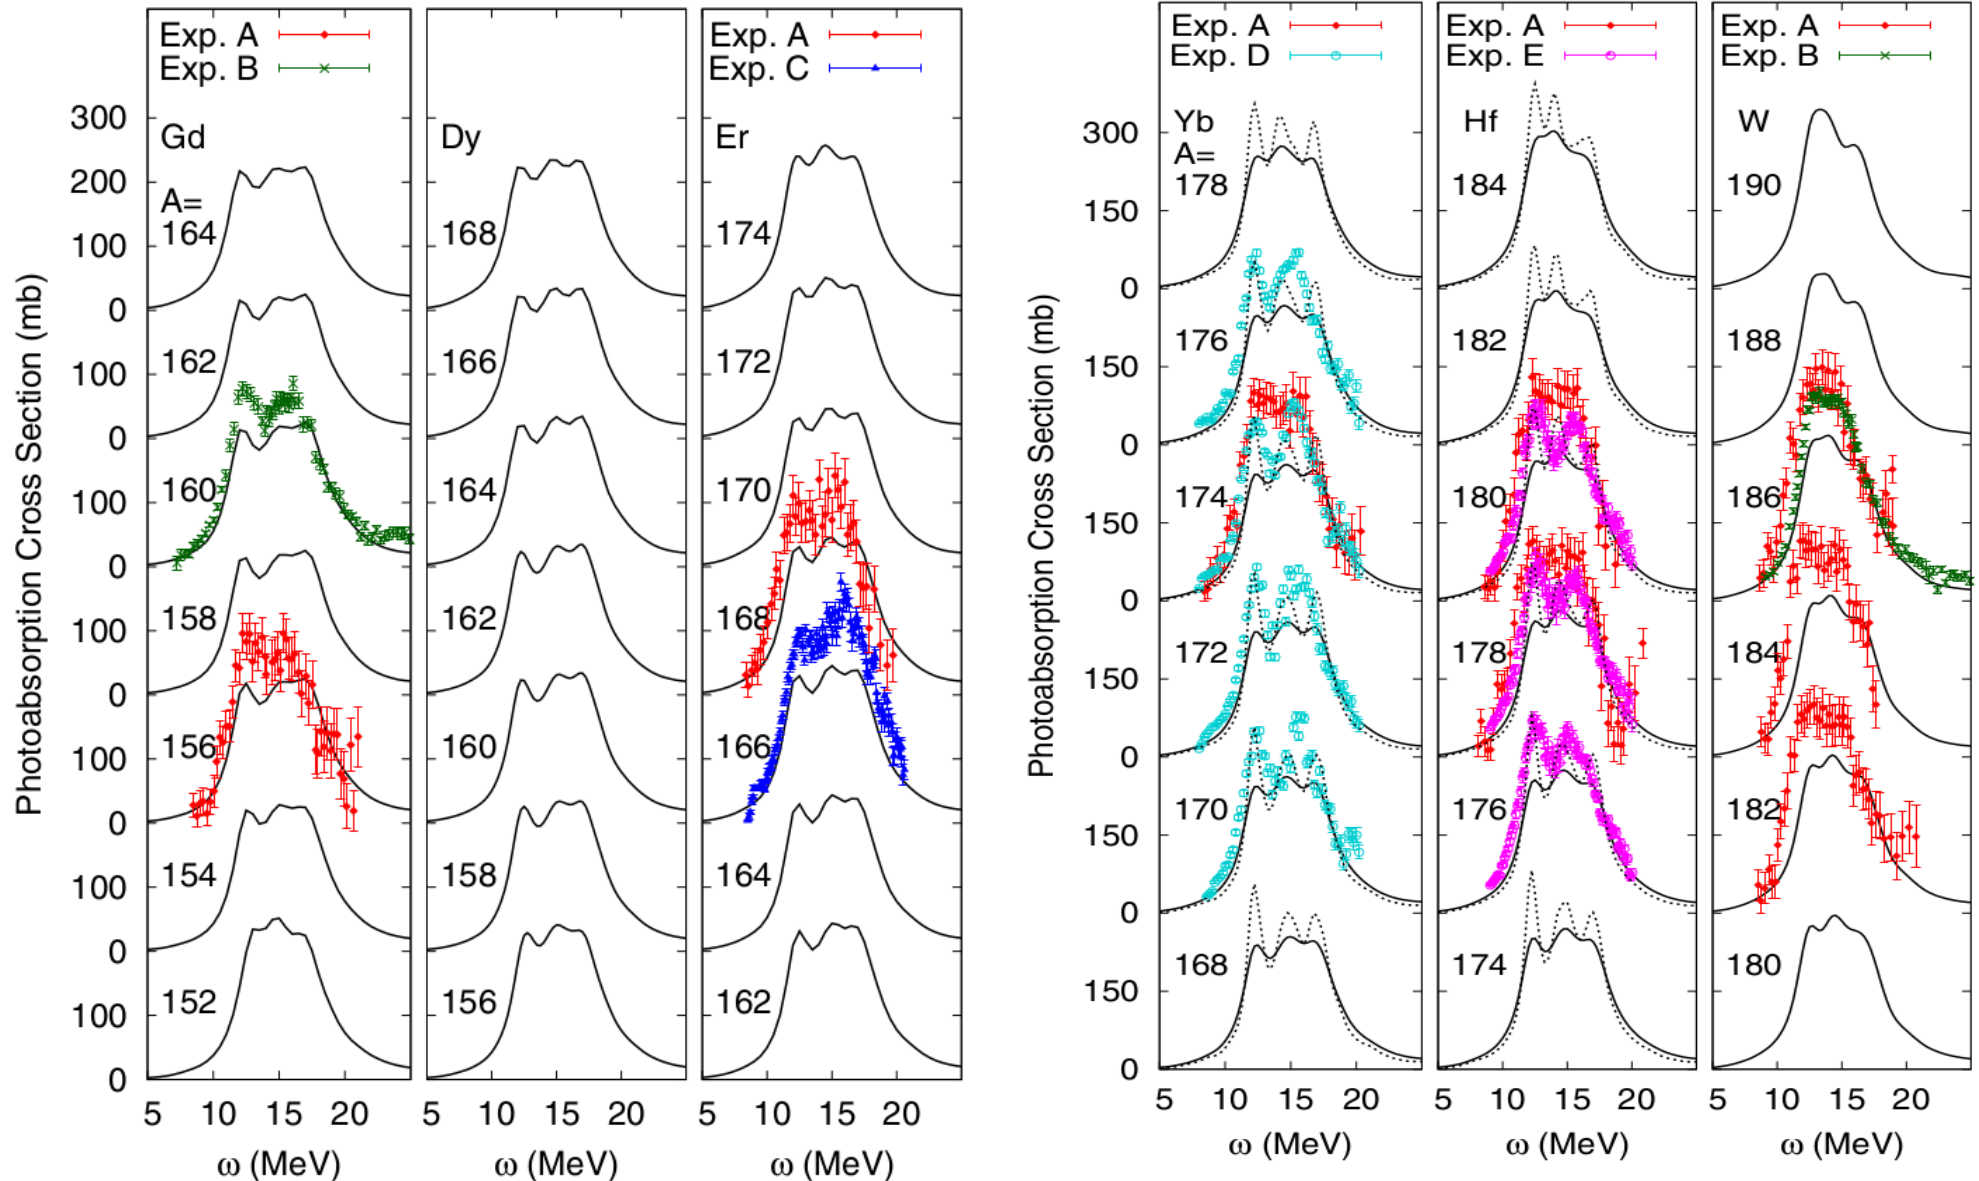 Exp. A
Exp. B
Exp. A
Exp. C
Gd
Dy
Er
A=
164
168
174
162
166
172
160
164
170
158
162
168
156
160
166
154
158
164
152
156
162
300
200
100
0
100
0
100
0
100
0
100
0
100
0
100
0
Photoabsorption Cross Section (mb)
5 10 15 20
5 10 15 20
5 10 15 20
ω (MeV)
ω (MeV)
ω (MeV)
Exp. A
Exp. D
Exp. A
Exp. E
Exp. A
Exp. B
Yb
Hf
W
A=
178
184
190
176
182
188
174
180
186
172
178
184
170
176
182
168
174
180
300
150
0
150
0
150
0
150
0
150
0
150
0
Photoabsorption Cross Section (mb)
5 10 15 20
5 10 15 20
5 10 15 20
ω (MeV)
ω (MeV)
ω (MeV)